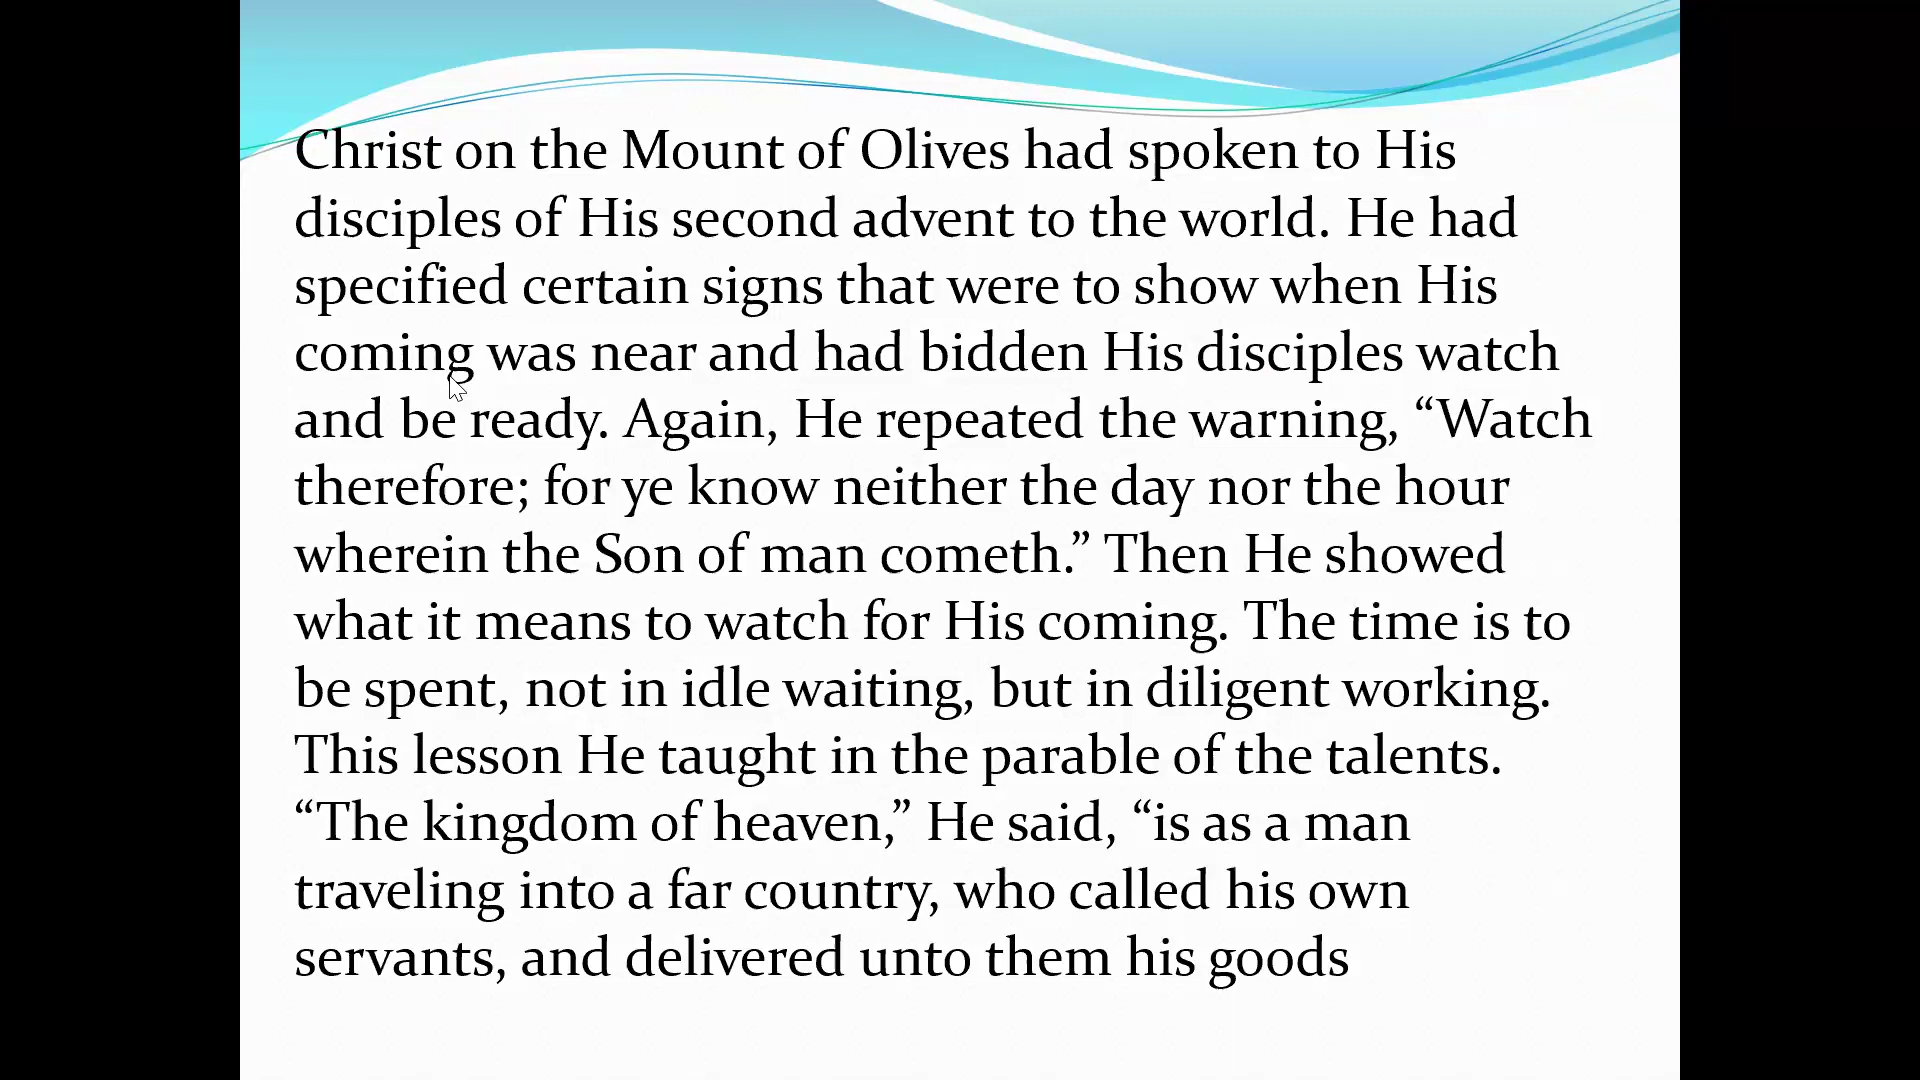 Christ on the Mount of Olives had spoken to His
disciples of His second advent to the world. He had
specified certain signs that were to show when His
coming was near and had bidden His disciples watch
and be ready. Again, He repeated the warning, “Watch
therefore; for ye know neither the day nor the hour
wherein the Son of man cometh.” Then He showed
what it means to watch for His coming. The time is to
be spent, not in idle waiting, but in diligent working.
This lesson He taught in the parable of the talents.
“The kingdom of heaven,” He said, “is as a man
traveling into a far country, who called his own
servants, and delivered unto them his goods